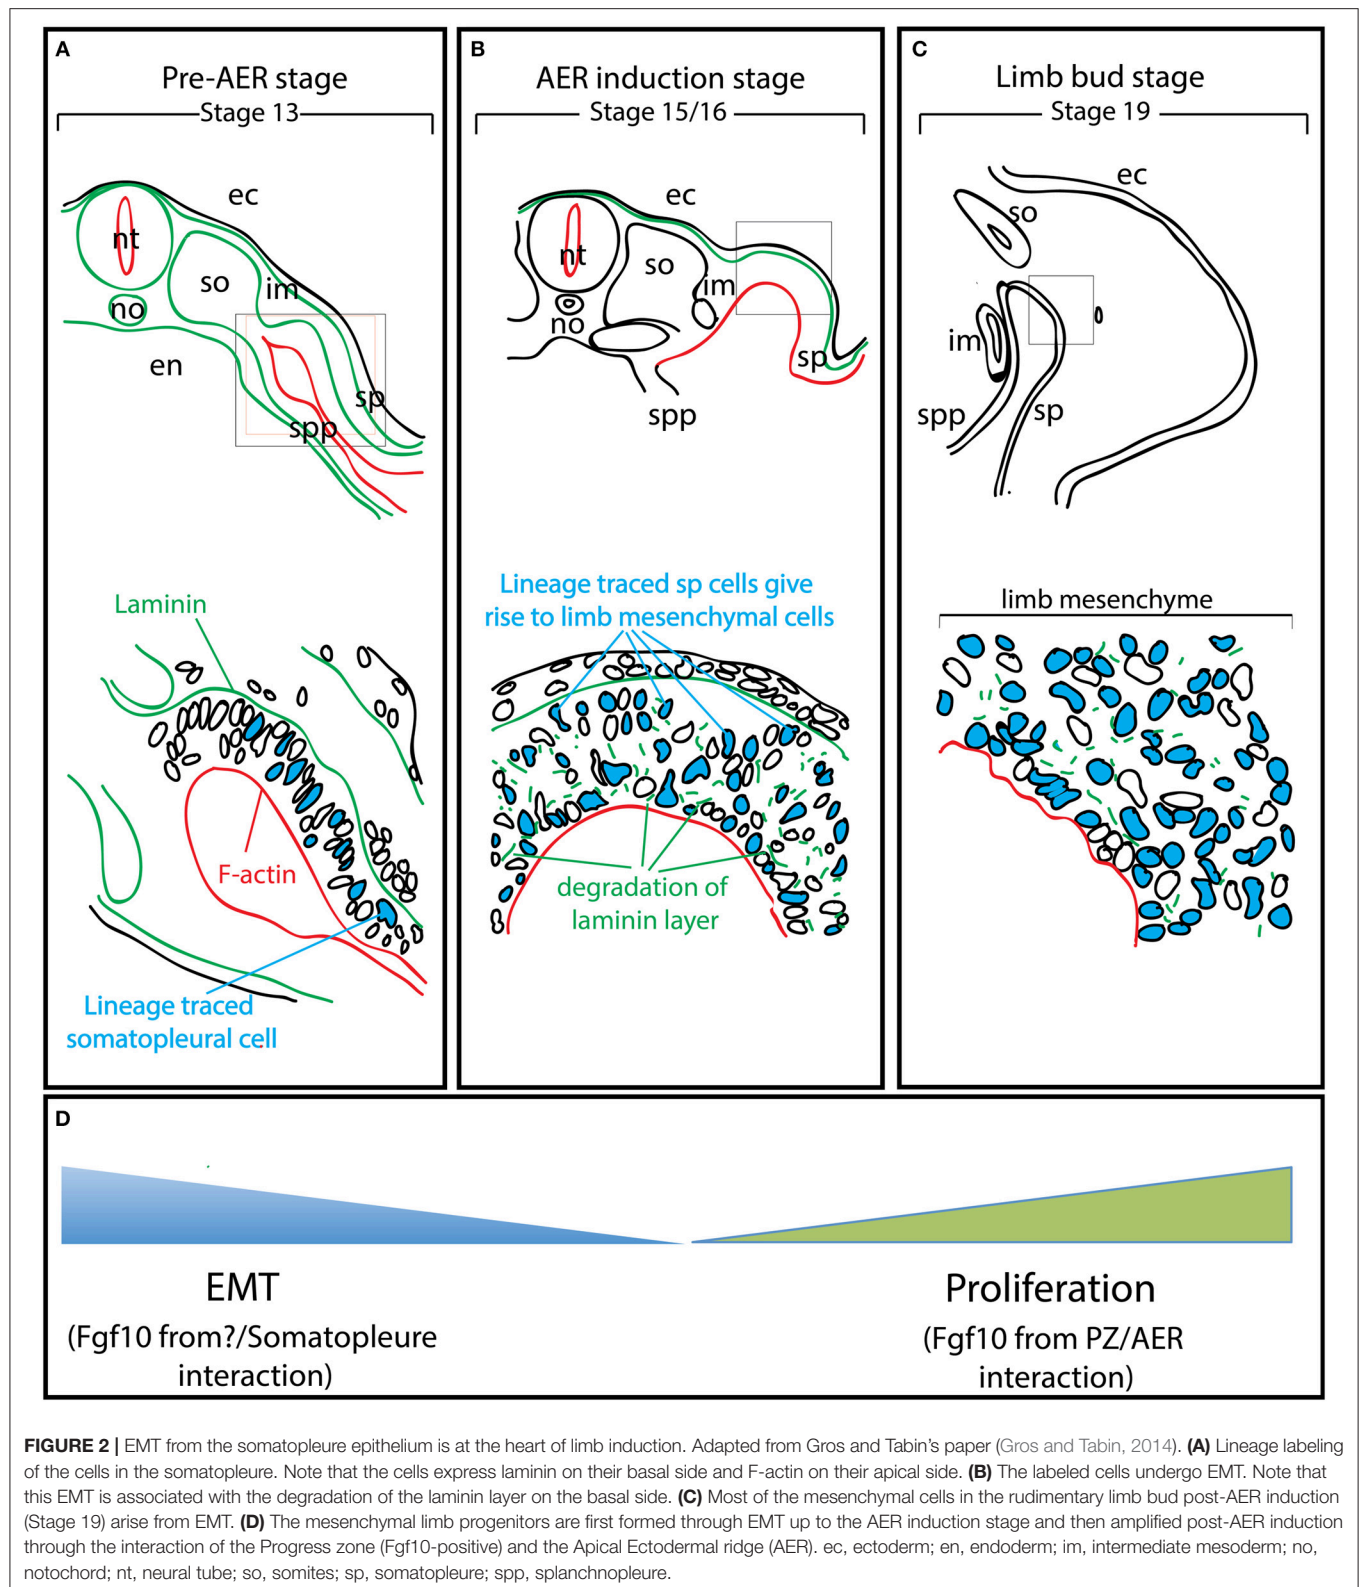 A
Pre-AER stage
Stage 13
ec
nt
so
im
no
en
sp
spp
Laminin
F-actin
Lineage traced
somatopleural cell
B
AER induction stage
Stage 15/16
ec
nt
so
im
no
sp
spp
Lineage traced sp cells give
rise to limb mesenchymal cells
degradation of
laminin layer
C
Limb bud stage
Stage 19
ec
so
im
spp
sp
limb mesenchyme
D
EMT
(Fgf10 from?/Somatopleure
interaction)
Proliferation
(Fgf10 from PZ/AER
interaction)
FIGURE 2 | EMT from the somatopleure epithelium is at the heart of limb induction. Adapted from Gros and Tabin's paper (Gros and Tabin, 2014). (A) Lineage labeling
of the cells in the somatopleure. Note that the cells express laminin on their basal side and F-actin on their apical side. (B) The labeled cells undergo EMT. Note that
this EMT is associated with the degradation of the laminin layer on the basal side. (C) Most of the mesenchymal cells in the rudimentary limb bud post-AER induction
(Stage 19) arise from EMT. (D) The mesenchymal limb progenitors are first formed through EMT up to the AER induction stage and then amplified post-AER induction
through the interaction of the Progress zone (Fgf10-positive) and the Apical Ectodermal ridge (AER). ec, ectoderm; en, endoderm; im, intermediate mesoderm; no,
notochord; nt, neural tube; so, somites; sp, somatopleure; spp, splanchnopleure.